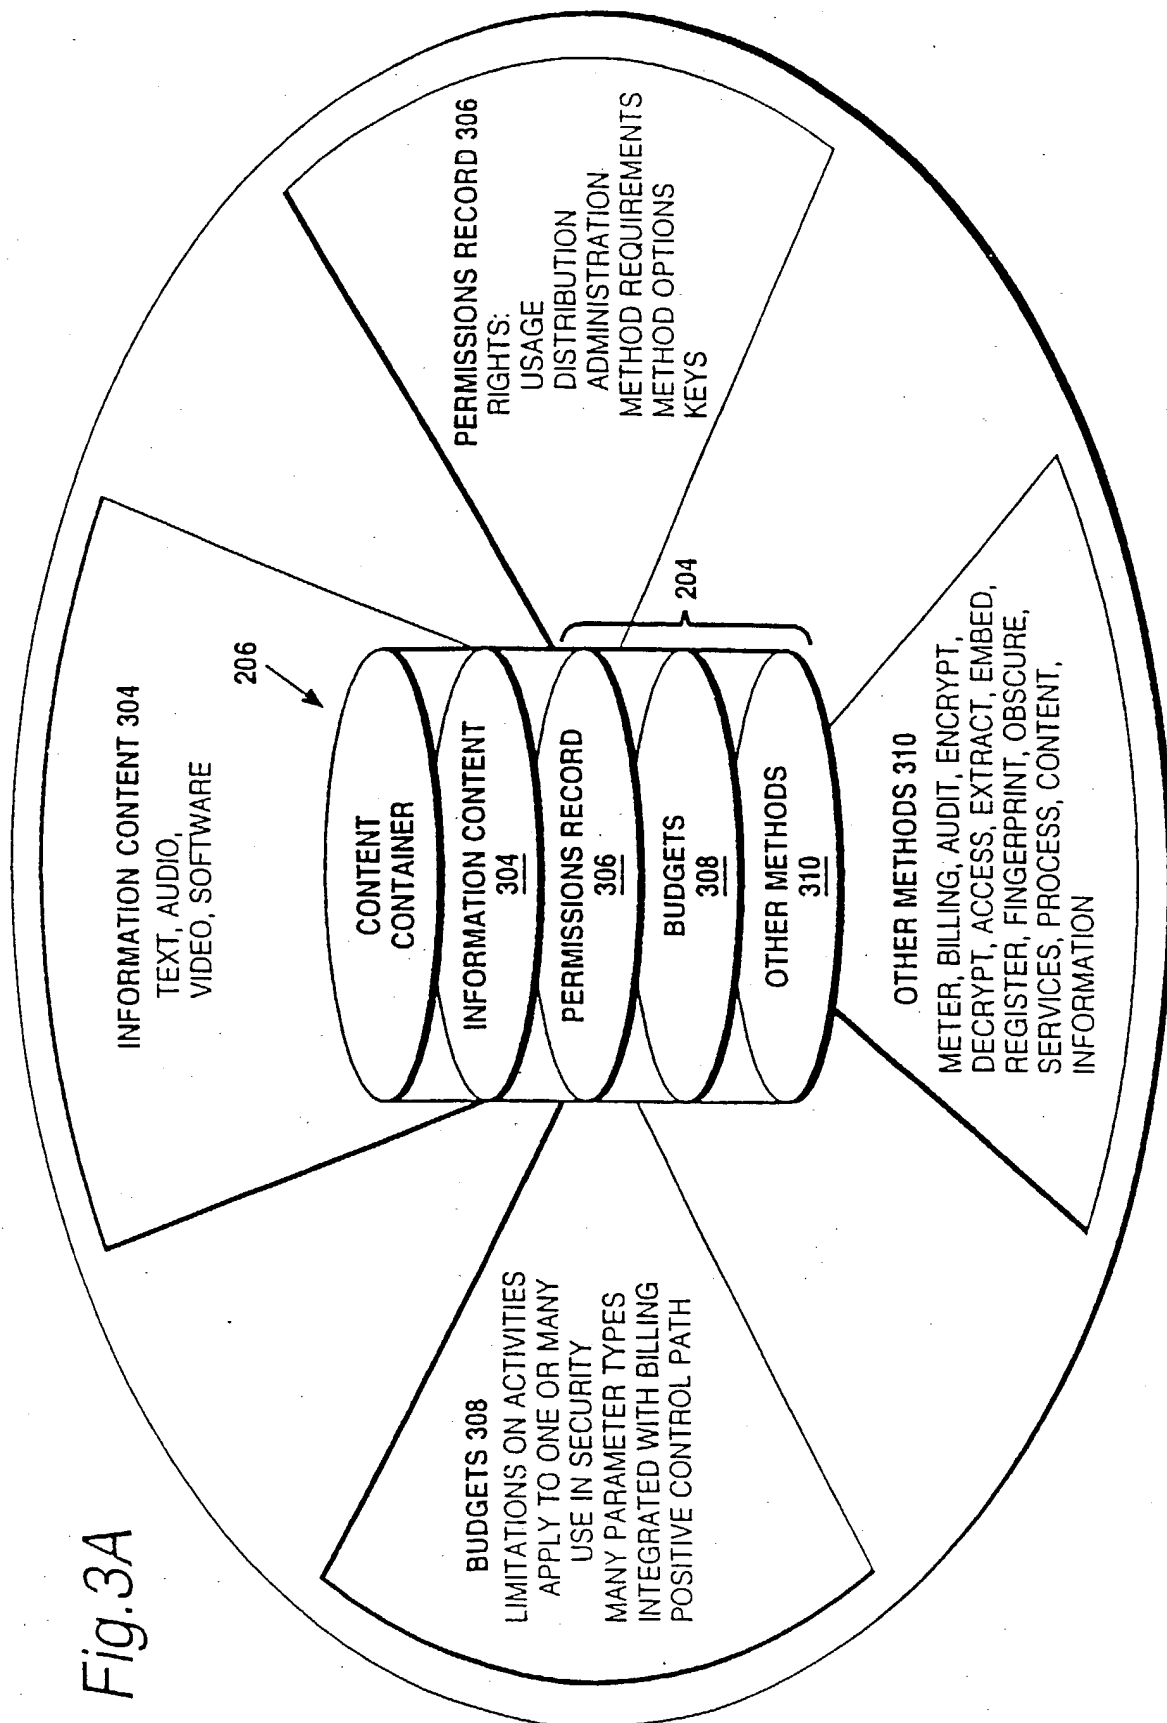 Fig.3A
INFORMATION CONTENT 304
TEXT, AUDIO,
VIDEO, SOFTWARE
206
CONTENT
CONTAINER
INFORMATION CONTENT
304
PERMISSIONS RECORD
306
BUDGETS
308
OTHER METHODS
310
204
BUDGETS 308
LIMITATIONS ON ACTIVITIES
APPLY TO ONE OR MANY
USE IN SECURITY
MANY PARAMETER TYPES
INTEGRATED WITH BILLING
POSITIVE CONTROL PATH
PERMISSIONS RECORD 306
RIGHTS:
USAGE
DISTRIBUTION
ADMINISTRATION
METHOD REQUIREMENTS
METHOD OPTIONS
KEYS
OTHER METHODS 310
METER, BILLING, AUDIT, ENCRYPT,
DECRYPT, ACCESS, EXTRACT, EMBED,
REGISTER, FINGERPRINT, OBSCURE,
SERVICES, PROCESS, CONTENT,
INFORMATION